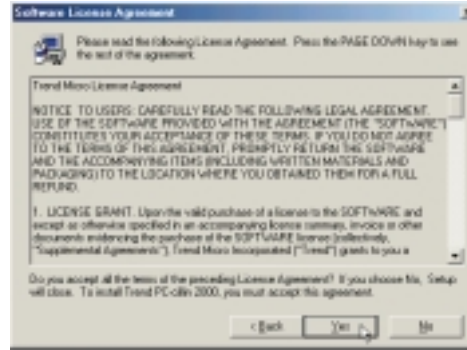 Software License Agreement
Please read the following License Agreement. Press the PAGE DOWN key to see
the rest of the agreement.
Trend Micro License Agreement
NOTICE TO USERS: CAREFULLY READ THE FOLLOWING LEGAL AGREEMENT.
USE OF THE SOFTWARE PROVIDED WITH THE AGREEMENT (THE "SOFTWARE")
CONSTITUTES YOUR ACCEPTANCE OF THESE TERMS. IF YOU DO NOT AGREE
TO THE TERMS OF THIS AGREEMENT, PROMPTLY RETURN THE SOFTWARE
AND THE ACCOMPANYING ITEMS (INCLUDING WRITTEN MATERIALS AND
PACKAGING) TO THE LOCATION WHERE YOU OBTAINED THEM FOR A FULL
REFUND.
1. LICENSE GRANT. Upon the valid purchase of a license to the SOFTWARE and
except as otherwise specified in an accompanying license summary, invoice or other
documents evidencing the purchase of the SOFTWARE license (collectively,
"Supplemental Agreements"), Trend Micro Incorporated ("Trend") grants to you a
Do you accept all the terms of the preceding License Agreement? If you choose No, Setup
will close. To install Trend PC-cillin 2000, you must accept this agreement.
< Back Yes No